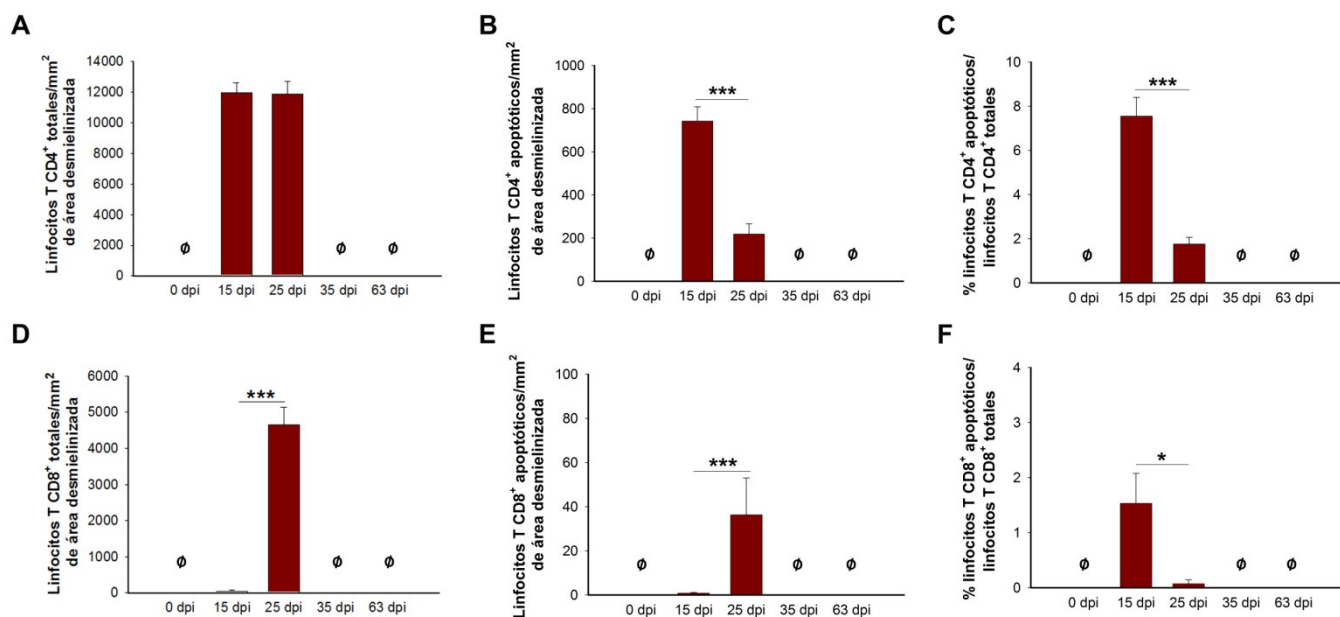 A
Linfocitos T CD4+ totales/mm2
de área desmielinizada
14000
12000
10000
8000
6000
4000
2000
0
ϕ
ϕ
ϕ
0 dpi 15 dpi 25 dpi 35 dpi 63 dpi
B
Linfocitos T CD4+ apoptóticos/mm2
de área desmielinizada
1000
800
600
400
200
0
***
ϕ
ϕ
ϕ
0 dpi 15 dpi 25 dpi 35 dpi 63 dpi
C
% linfocitos T CD4+ apoptóticos/
linfocitos T CD4+ totales
10
8
6
4
2
0
***
ϕ
ϕ
ϕ
0 dpi 15 dpi 25 dpi 35 dpi 63 dpi
D
Linfocitos T CD8+ totales/mm2
de área desmielinizada
6000
5000
4000
3000
2000
1000
0
***
ϕ
ϕ
ϕ
0 dpi 15 dpi 25 dpi 35 dpi 63 dpi
E
Linfocitos T CD8+ apoptóticos/mm2
de área desmielinizada
100
80
60
40
20
0
***
ϕ
ϕ
ϕ
0 dpi 15 dpi 25 dpi 35 dpi 63 dpi
F
% linfocitos T CD8+ apoptóticos/
linfocitos T CD8+ totales
4
3
2
1
0
*
ϕ
ϕ
ϕ
0 dpi 15 dpi 25 dpi 35 dpi 63 dpi